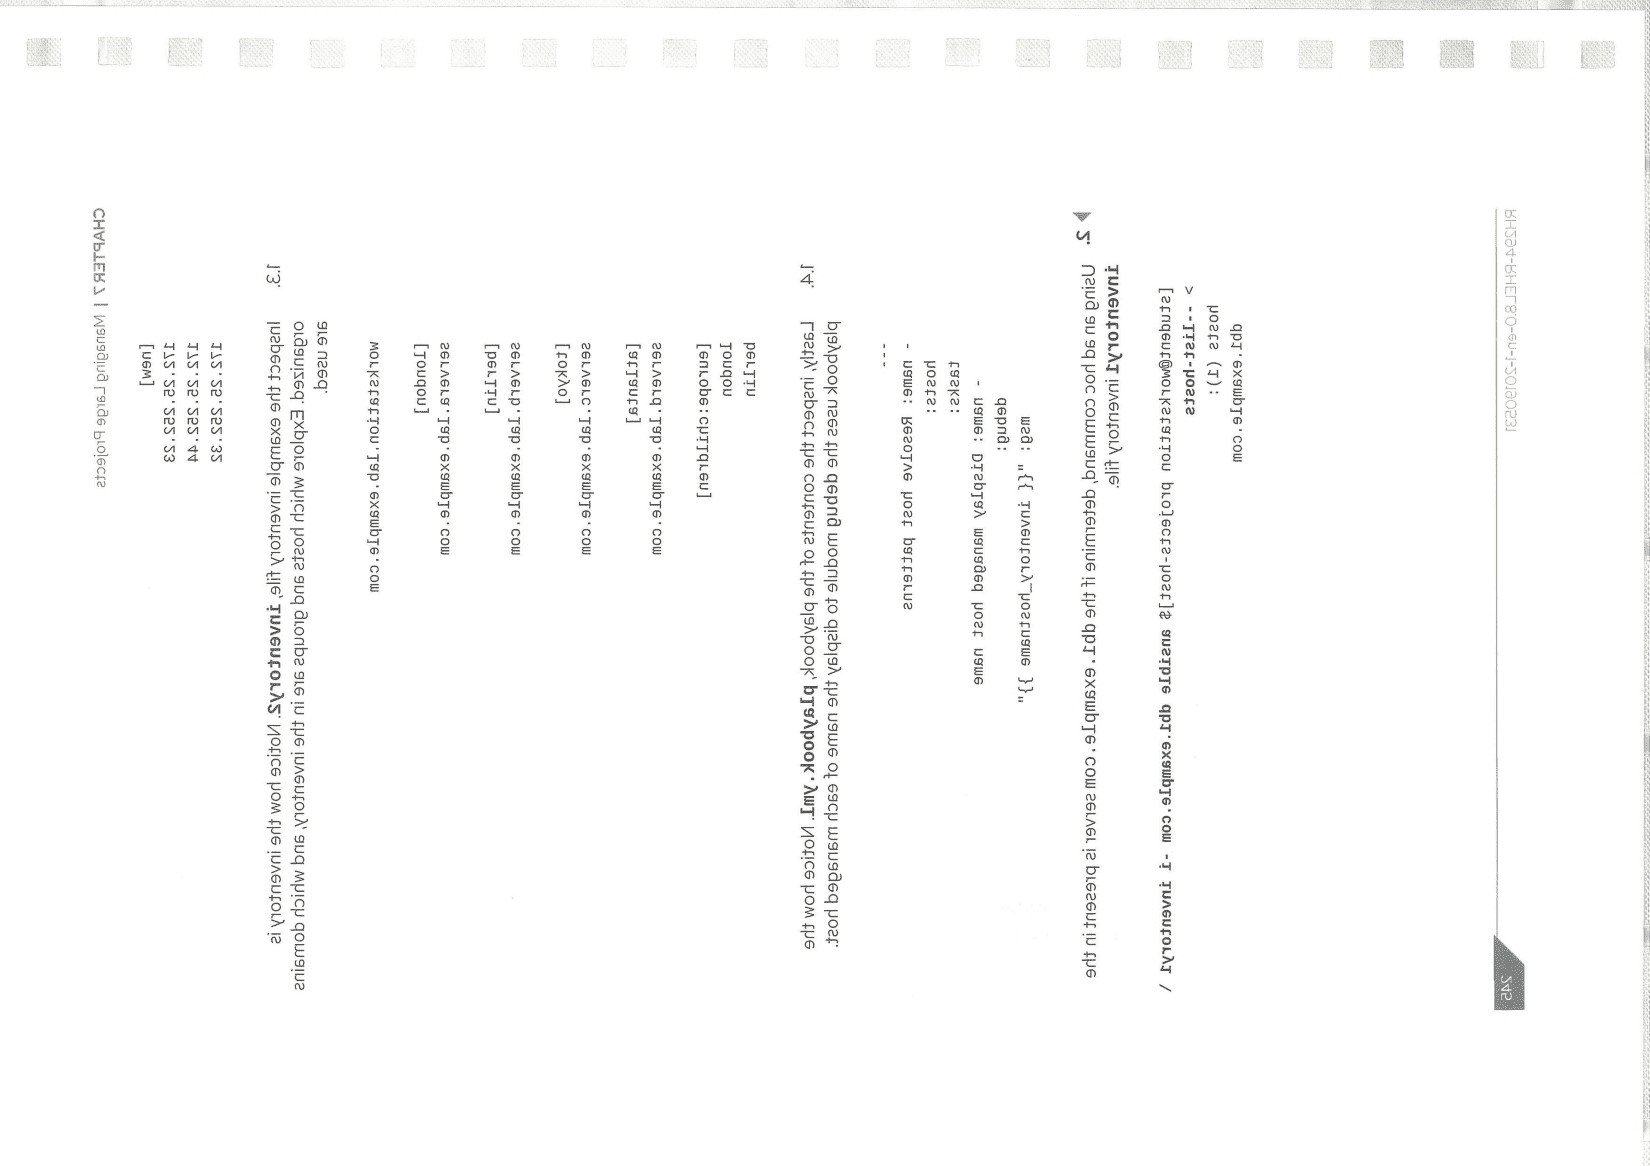 CHAPTER 7 | Managing Large Projects
[new]
172.25.252.23
172.25.252.44
172.25.252.32
1.3. Inspect the example inventory file, inventory2. Notice how the inventory is
organized. Explore which hosts and groups are in the inventory, and which domains
are used.
workstation.lab.example.com
[london]
servera.lab.example.com
[berlin]
serverb.lab.example.com
[tokyo]
serverc.lab.example.com
[atlanta]
serverd.lab.example.com
[europe:children]
london
berlin
1.4. Lastly, inspect the contents of the playbook, playbook.yml. Notice how the
playbook uses the debug module to display the name of each managed host.
---
- name: Resolve host patterns
hosts:
tasks:
- name: Display managed host name
debug:
msg: "{{ inventory_hostname }}"
2. Using an ad hoc command, determine if the db1.example.com server is present in the
inventory1 inventory file.
[student@workstation projects-host]$ ansible db1.example.com -i inventory1 \
> --list-hosts
hosts (1):
db1.example.com
RH294-RHEL8.0-en-1-20190531
245